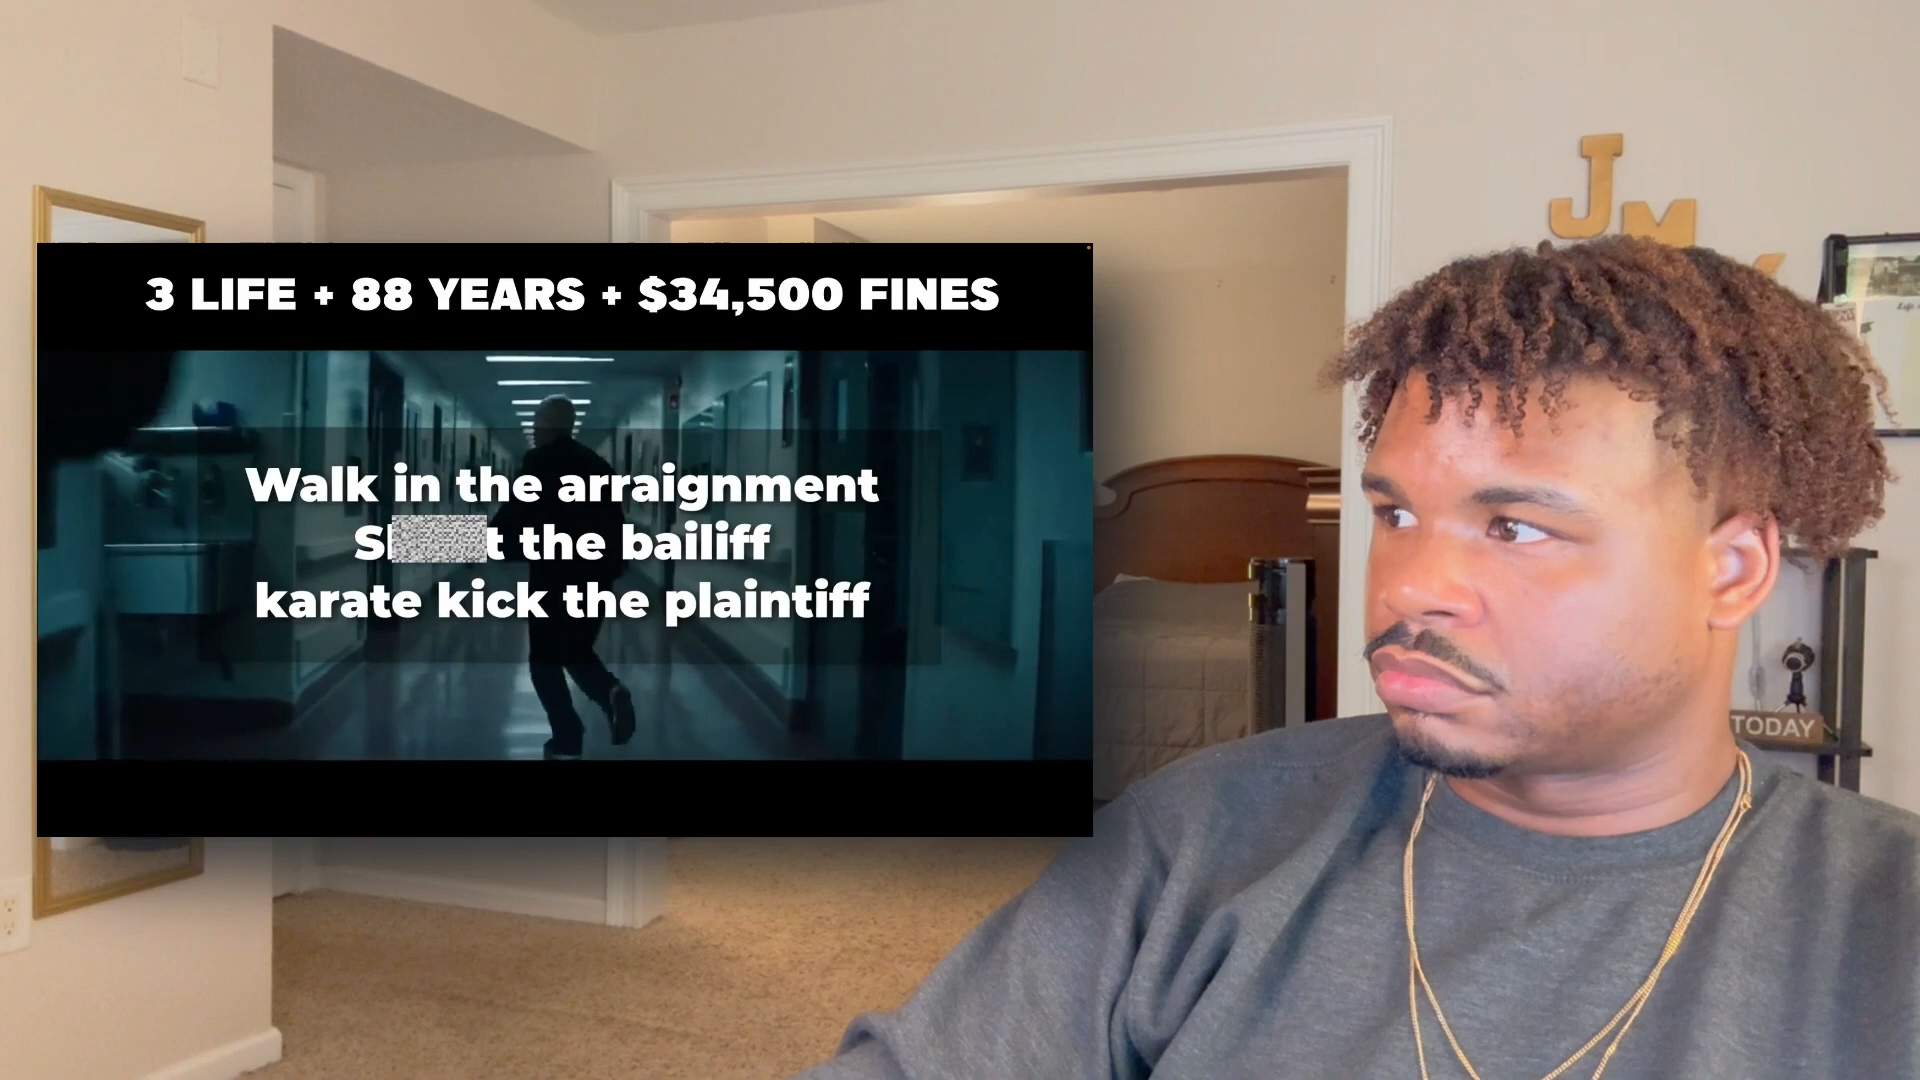 3 LIFE + 88 YEARS + $34,500 FINES
Walk in the arraignment
t the bailiff
karate kick the plaintiff
J
M
TODAY